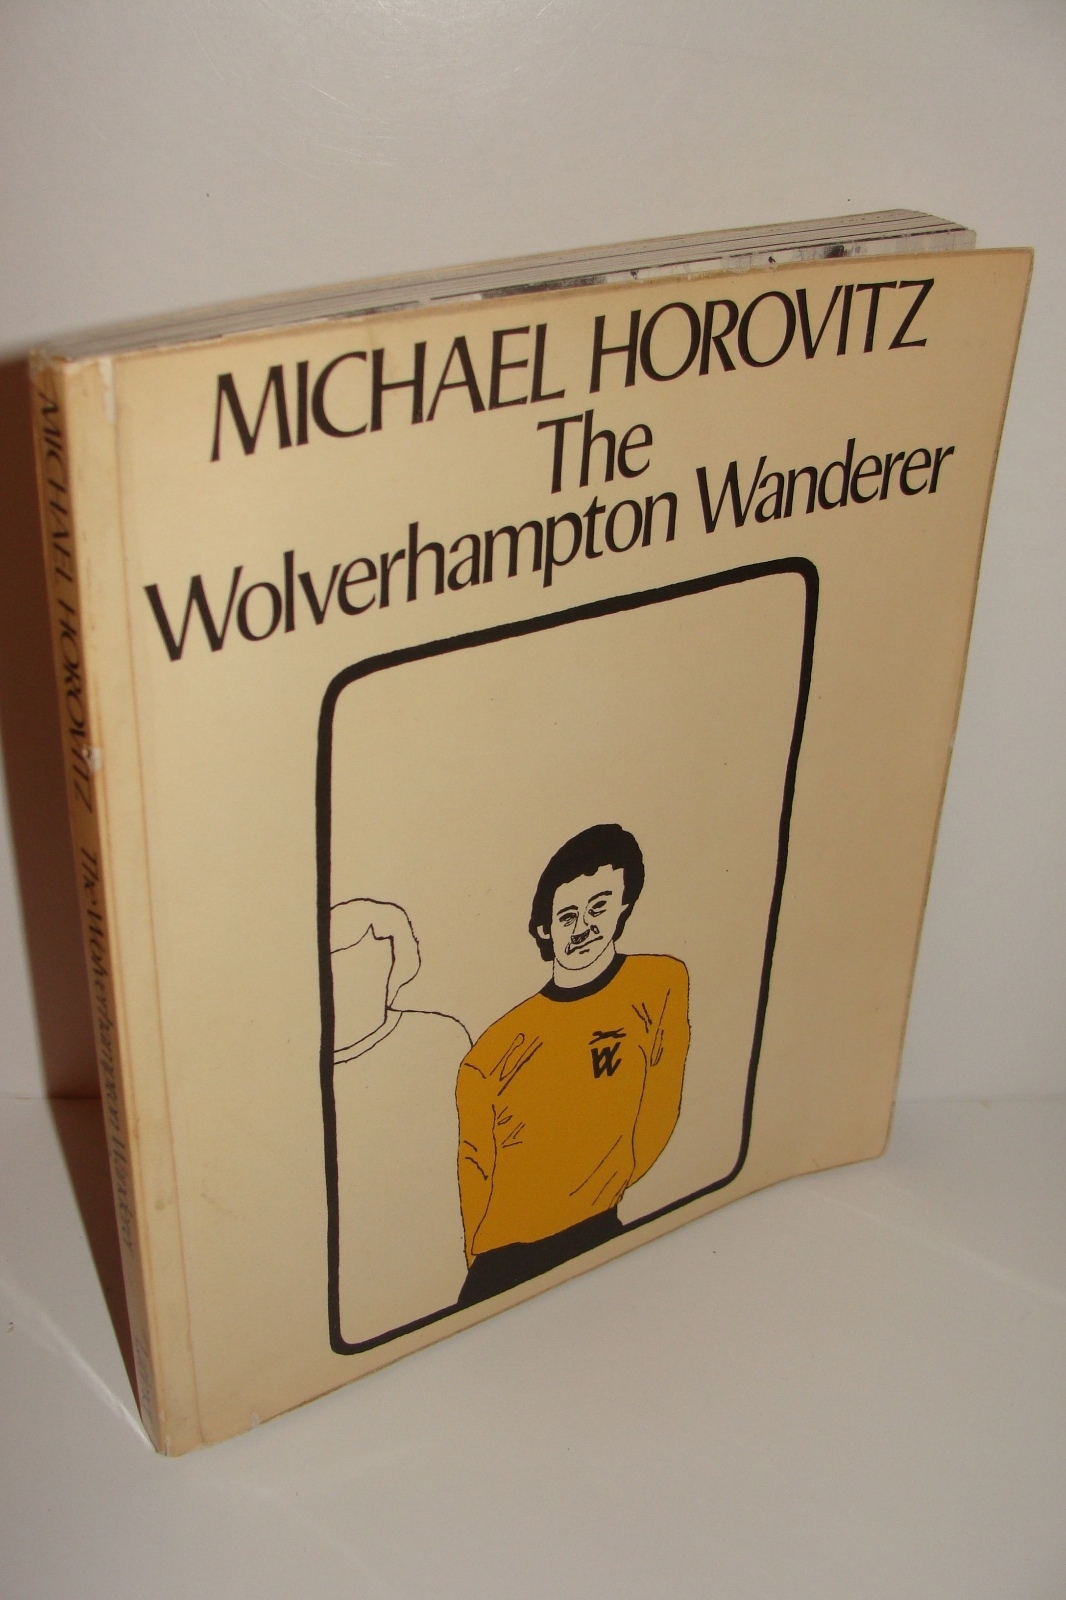 MICHAEL HOROVITZ
The
Wolverhampton Wanderer
W
MICHAEL HOROVITZ The Wolverhampton Wanderer